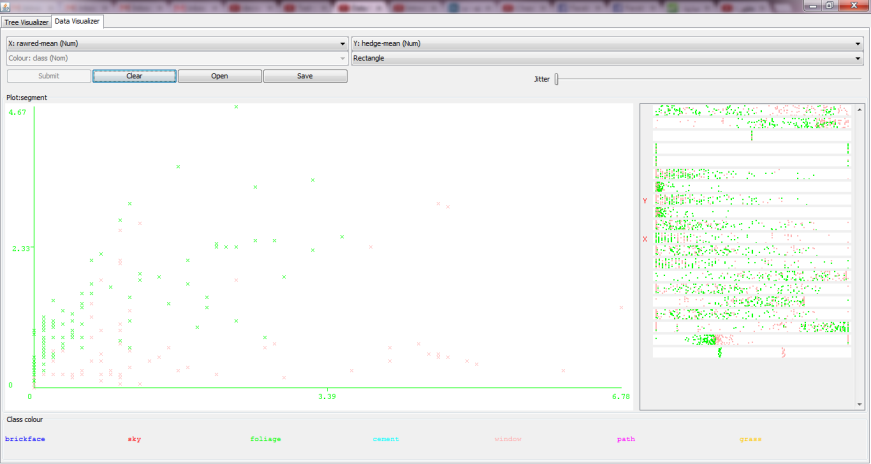 Tree Visualizer Data Visualizer
X: rawred-mean (Num) Y: hedge-mean (Num)
Colour: class (Nom) Rectangle
Submit Clear Open Save Jitter
Plot:segment
4.67
2.33
0
0 3.39 6.78
Y
X
Class colour
brickface sky foliage cement window path grass